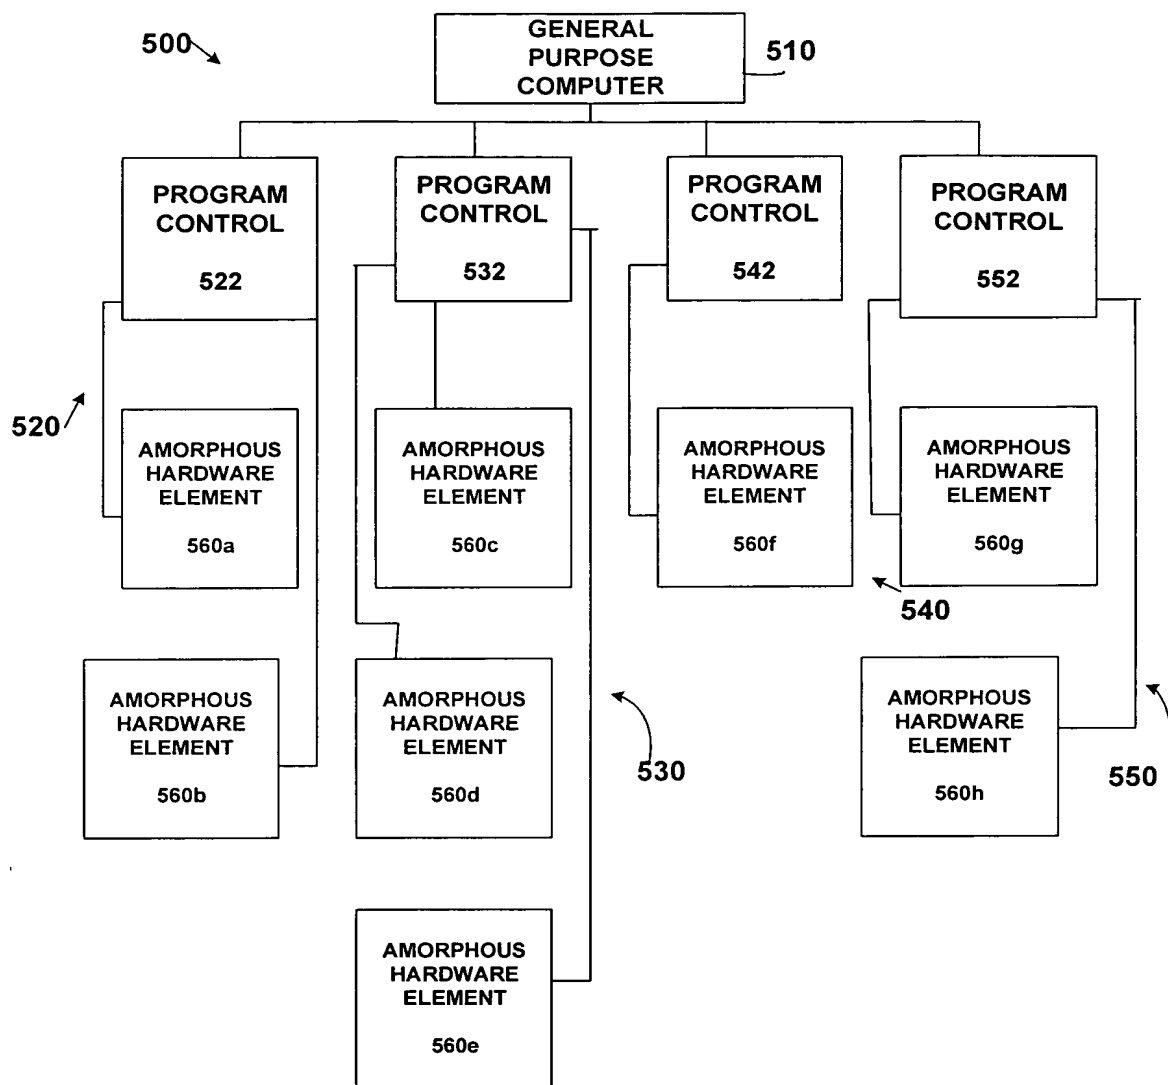 500
GENERAL
PURPOSE
COMPUTER
510
PROGRAM
CONTROL
522
PROGRAM
CONTROL
532
PROGRAM
CONTROL
542
PROGRAM
CONTROL
552
520
AMORPHOUS
HARDWARE
ELEMENT
560a
AMORPHOUS
HARDWARE
ELEMENT
560c
AMORPHOUS
HARDWARE
ELEMENT
560f
AMORPHOUS
HARDWARE
ELEMENT
560g
540
AMORPHOUS
HARDWARE
ELEMENT
560b
AMORPHOUS
HARDWARE
ELEMENT
560d
530
AMORPHOUS
HARDWARE
ELEMENT
560h
550
AMORPHOUS
HARDWARE
ELEMENT
560e